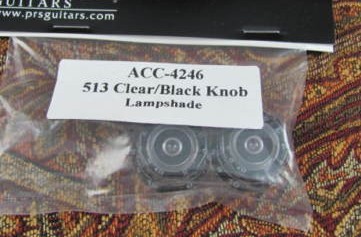 GUITARS
www.prsguitars.com
ACC-4246
513 Clear/Black Knob
Lampshade